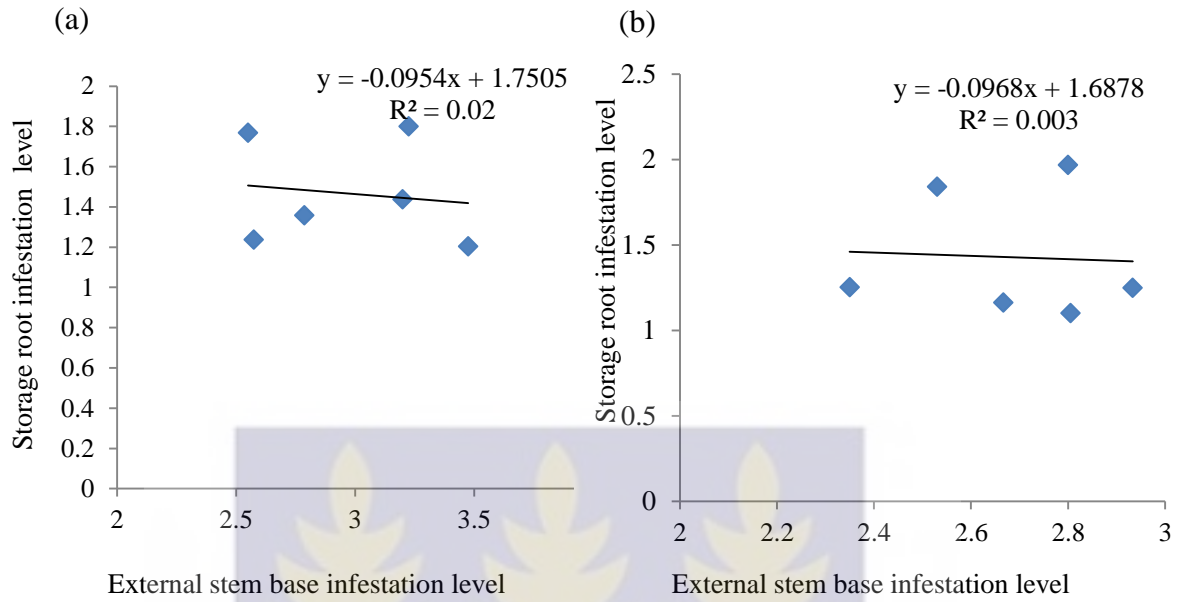 (a)
y = -0.0954x + 1.7505
R² = 0.02
Storage root infestation level
2
1.8
1.6
1.4
1.2
1
0.8
0.6
0.4
0.2
0
2
2.5
3
3.5
External stem base infestation level
(b)
y = -0.0968x + 1.6878
R² = 0.003
Storage root infestation level
2.5
2
1.5
1
0.5
0
2
2.2
2.4
2.6
2.8
3
External stem base infestation level